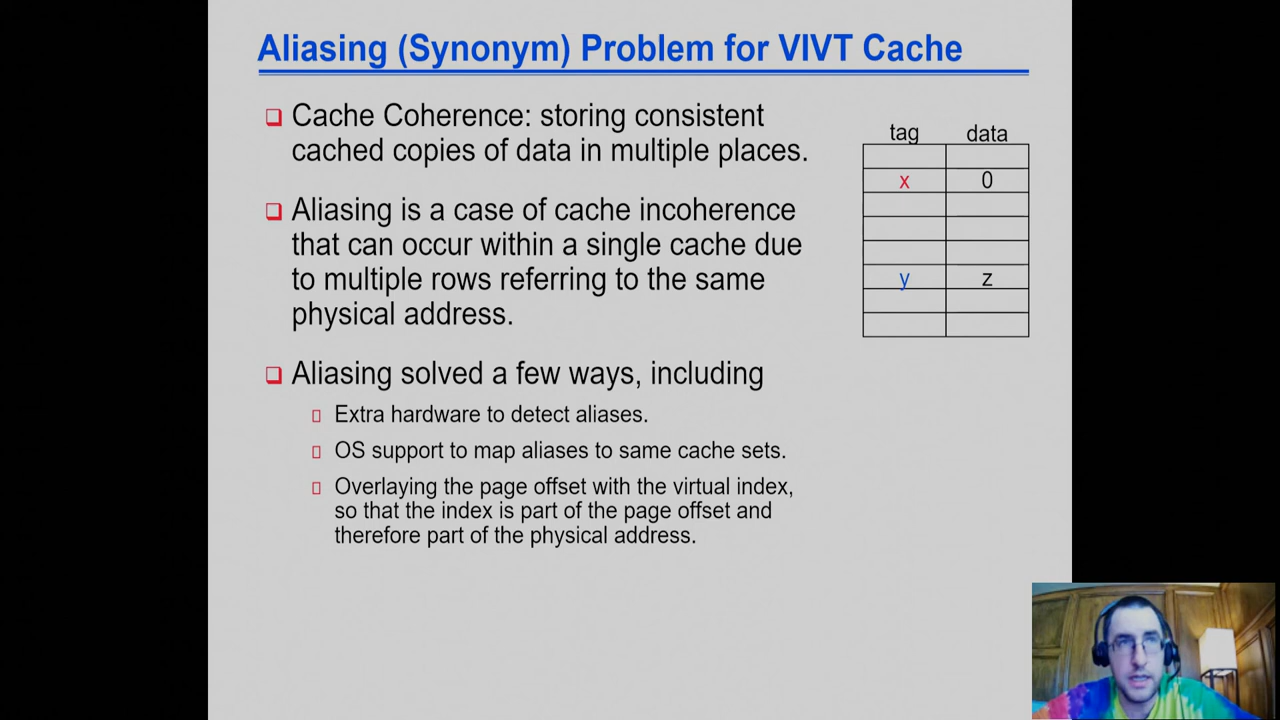 Aliasing (Synonym) Problem for VIVT Cache
Cache Coherence: storing consistent
cached copies of data in multiple places.
Aliasing is a case of cache incoherence
that can occur within a single cache due
to multiple rows referring to the same
physical address.
Aliasing solved a few ways, including
Extra hardware to detect aliases.
OS support to map aliases to same cache sets.
Overlaying the page offset with the virtual index,
so that the index is part of the page offset and
therefore part of the physical address.
tag data
x 0
y z